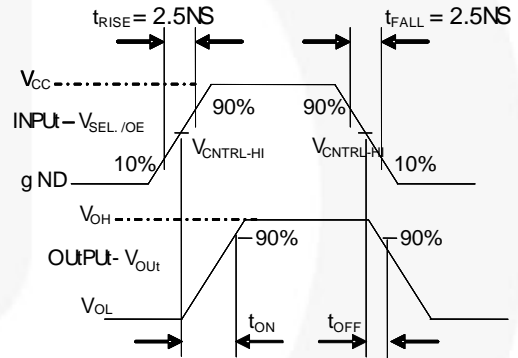 tRISE = 2.5NS
tFALL = 2.5NS
VCC
90%
90%
INPUt – VSEL. /OE
VCNTRL-HI
VCNTRL-HI
10%
10%
gND
VOH
90%
90%
OUtPUt- VOUt
VOL
tON
tOFF